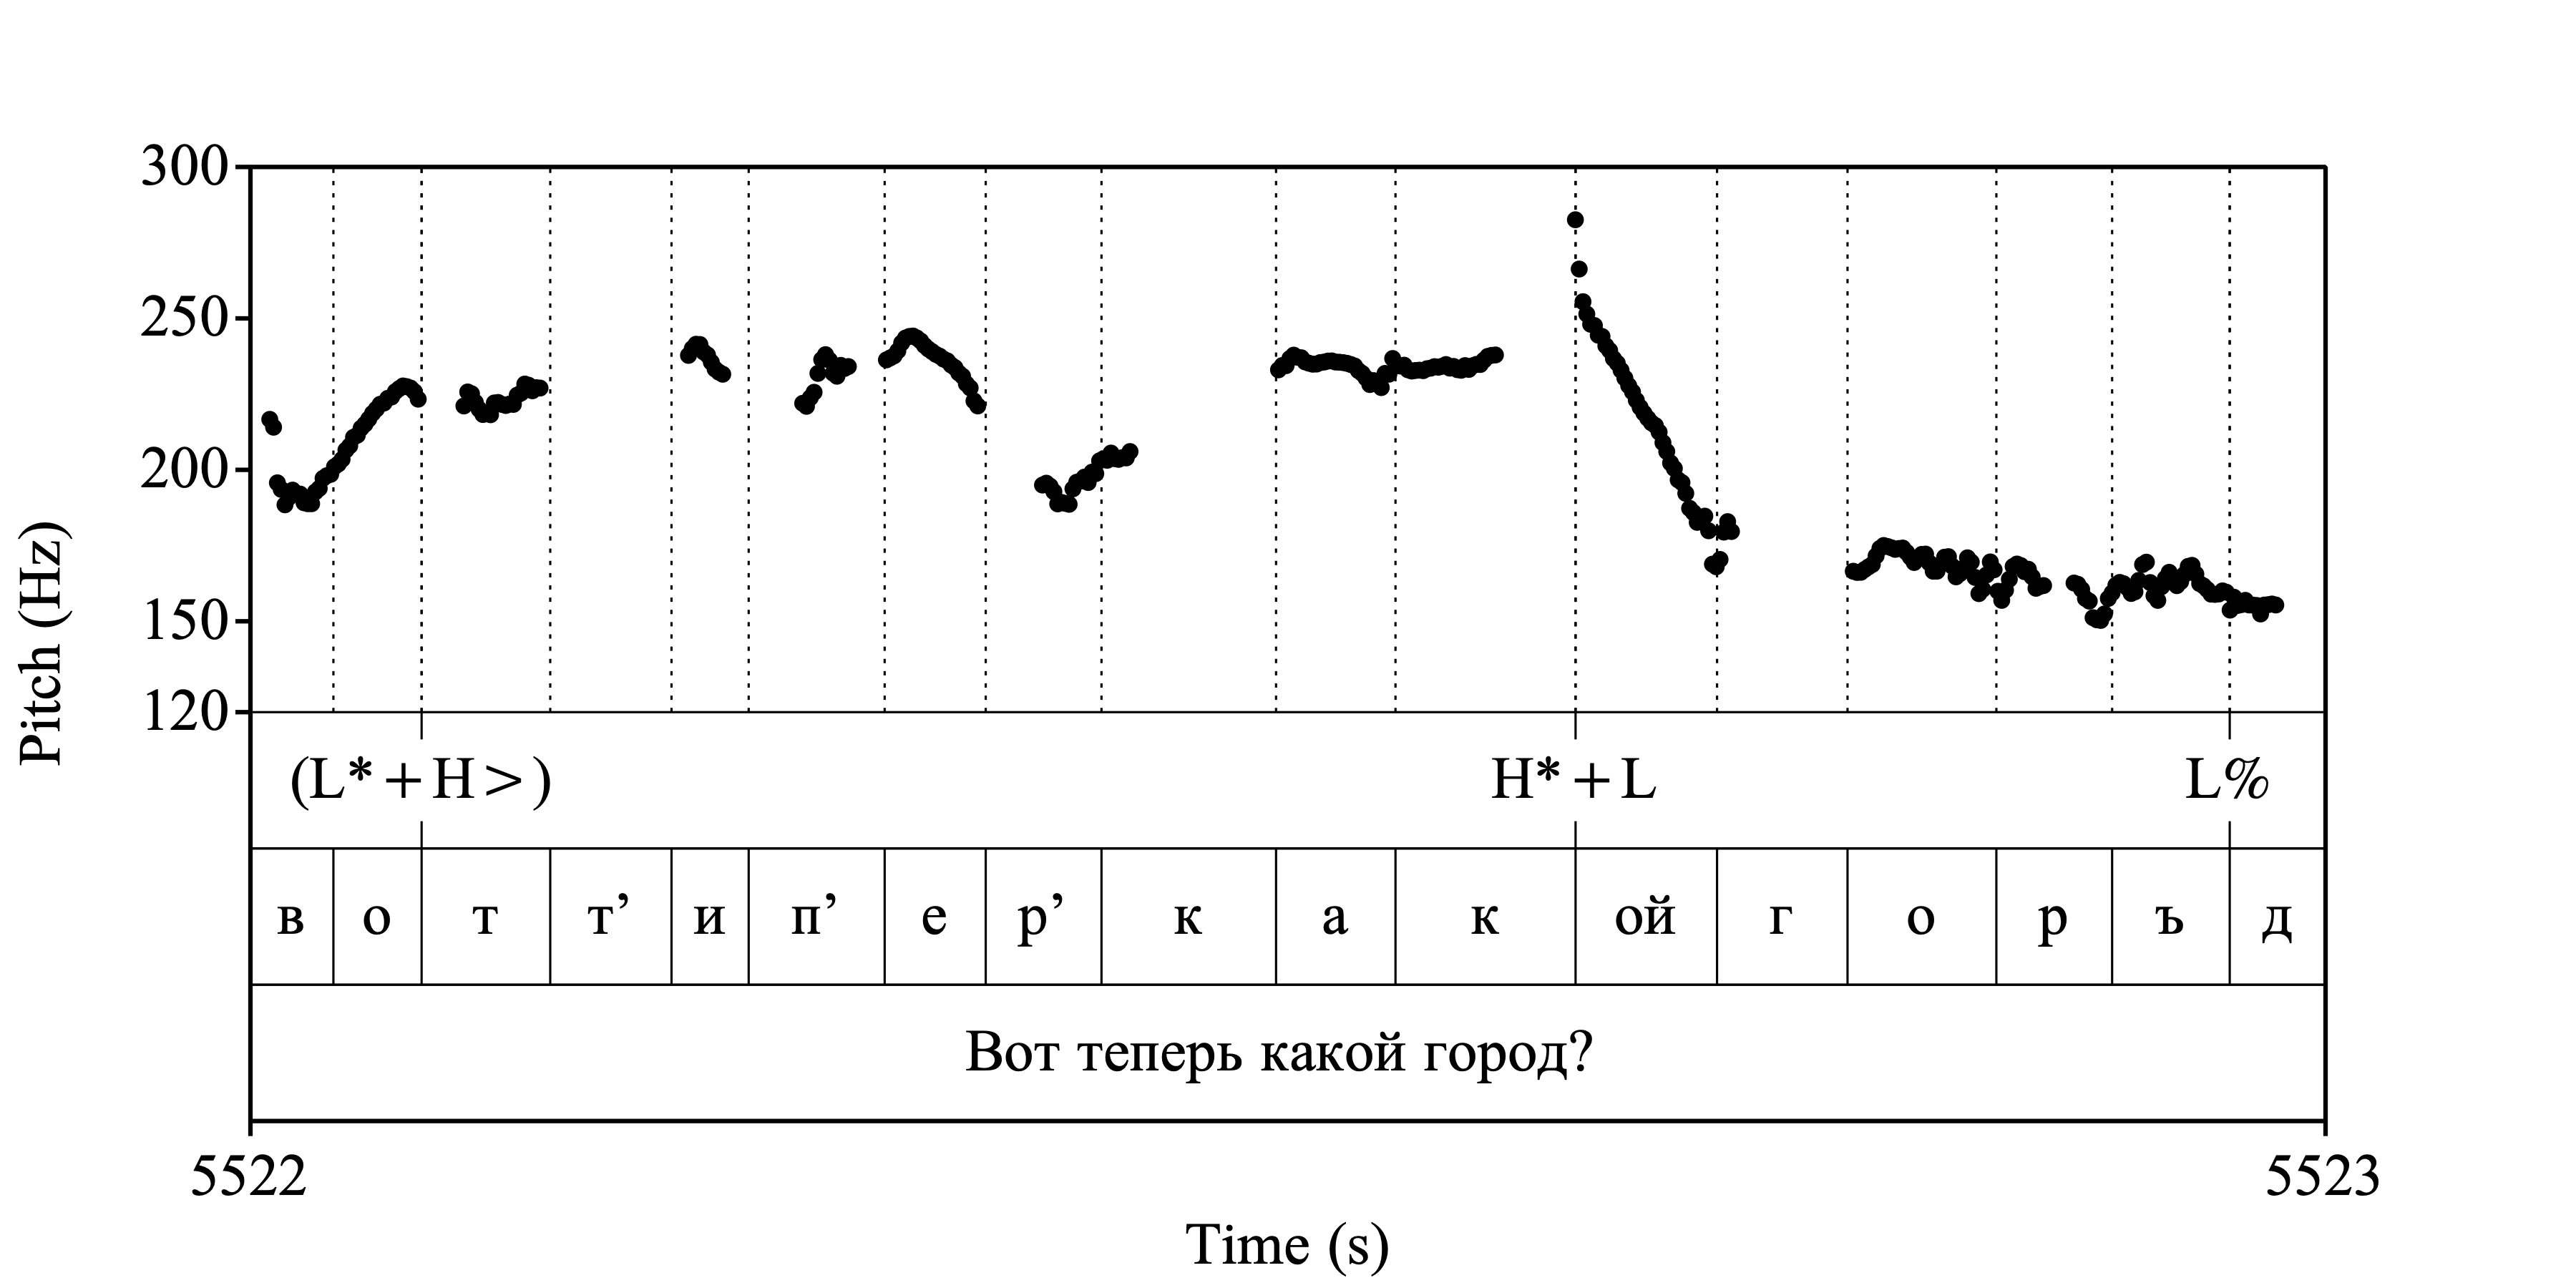 300
250
200
150
120
Pitch (Hz)
(L*+H>) H*+L L%
в о т т’ и п’ е р’ к а к ой г о р ъ д
Вот теперь какой город?
5522 5523
Time (s)